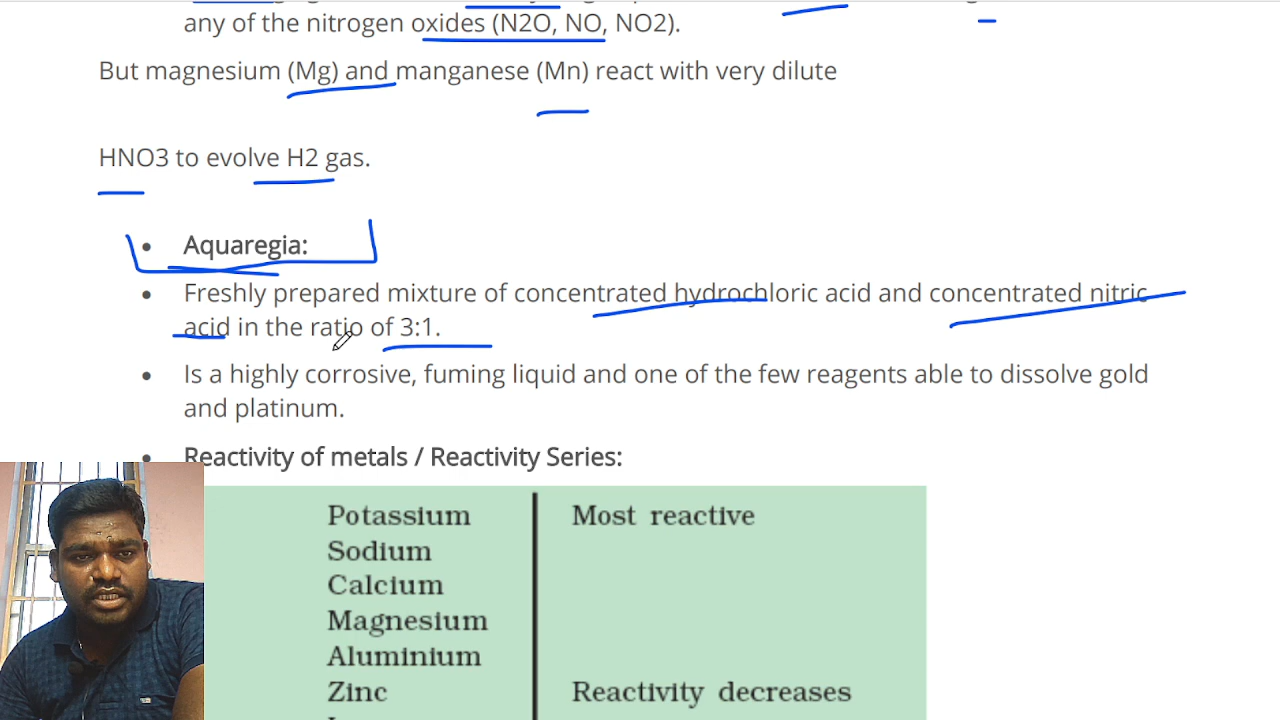 any of the nitrogen oxides (N2O, NO, NO2).
But magnesium (Mg) and manganese (Mn) react with very dilute
HNO3 to evolve H2 gas.
• Aquaregia:
• Freshly prepared mixture of concentrated hydrochloric acid and concentrated nitric
acid in the ratio of 3:1.
• Is a highly corrosive, fuming liquid and one of the few reagents able to dissolve gold
and platinum.
• Reactivity of metals / Reactivity Series:
Potassium Most reactive
Sodium
Calcium
Magnesium
Aluminium
Zinc Reactivity decreases